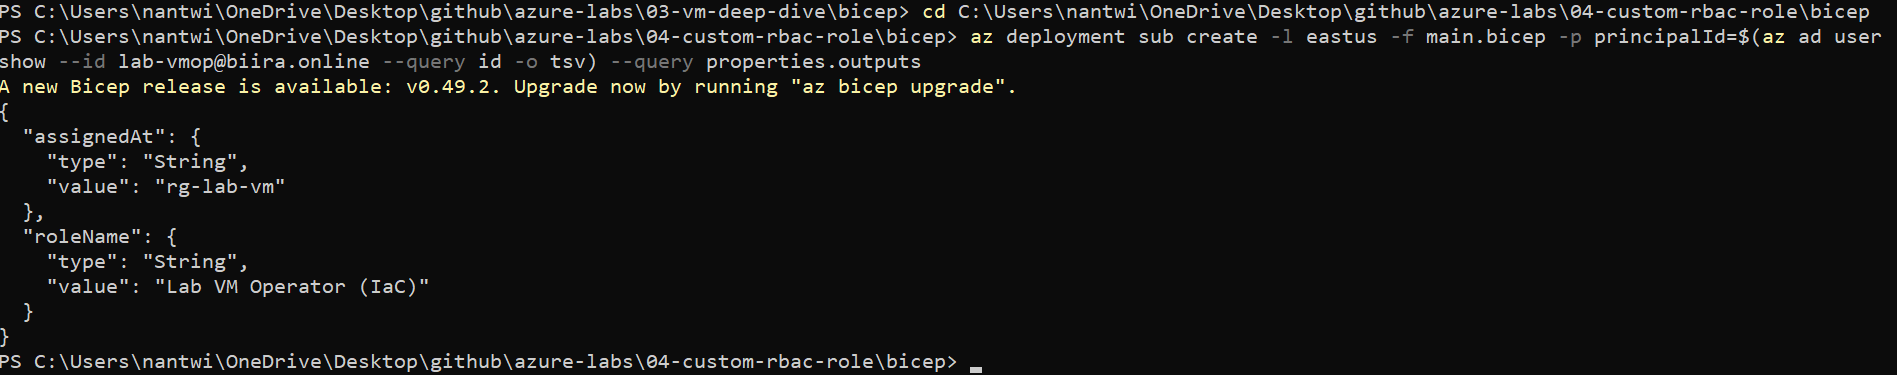 PS C:\Users\nantwi\OneDrive\Desktop\github\azure-labs\03-vm-deep-dive\bicep> cd C:\Users\nantwi\OneDrive\Desktop\github\azure-labs\04-custom-rbac-role\bicep
PS C:\Users\nantwi\OneDrive\Desktop\github\azure-labs\04-custom-rbac-role\bicep> az deployment sub create -l eastus -f main.bicep -p principalId=$(az ad user
show --id lab-vmop@biira.online --query id -o tsv) --query properties.outputs
A new Bicep release is available: v0.49.2. Upgrade now by running "az bicep upgrade".
{
  "assignedAt": {
    "type": "String",
    "value": "rg-lab-vm"
  },
  "roleName": {
    "type": "String",
    "value": "Lab VM Operator (IaC)"
  }
}
PS C:\Users\nantwi\OneDrive\Desktop\github\azure-labs\04-custom-rbac-role\bicep>